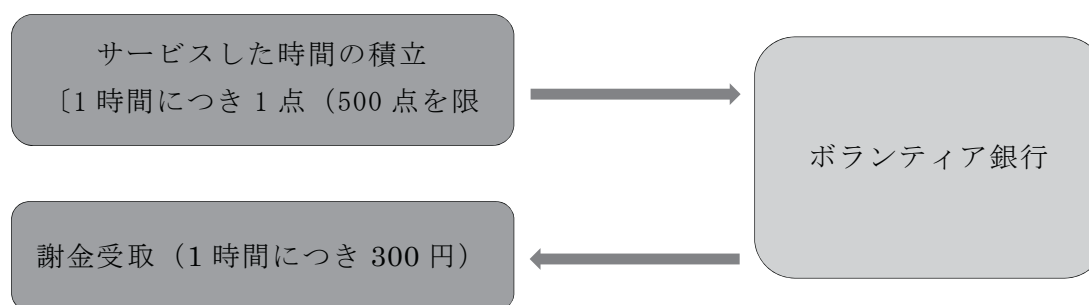 サービスした時間の積立
〔1 時間につき 1 点（500 点を限
ボランティア銀行
謝金受取（1 時間につき 300 円）